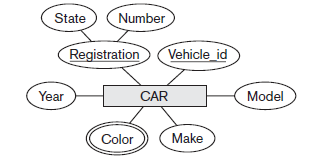 State Number
Registration Vehicle_id
Year CAR Model
Color Make